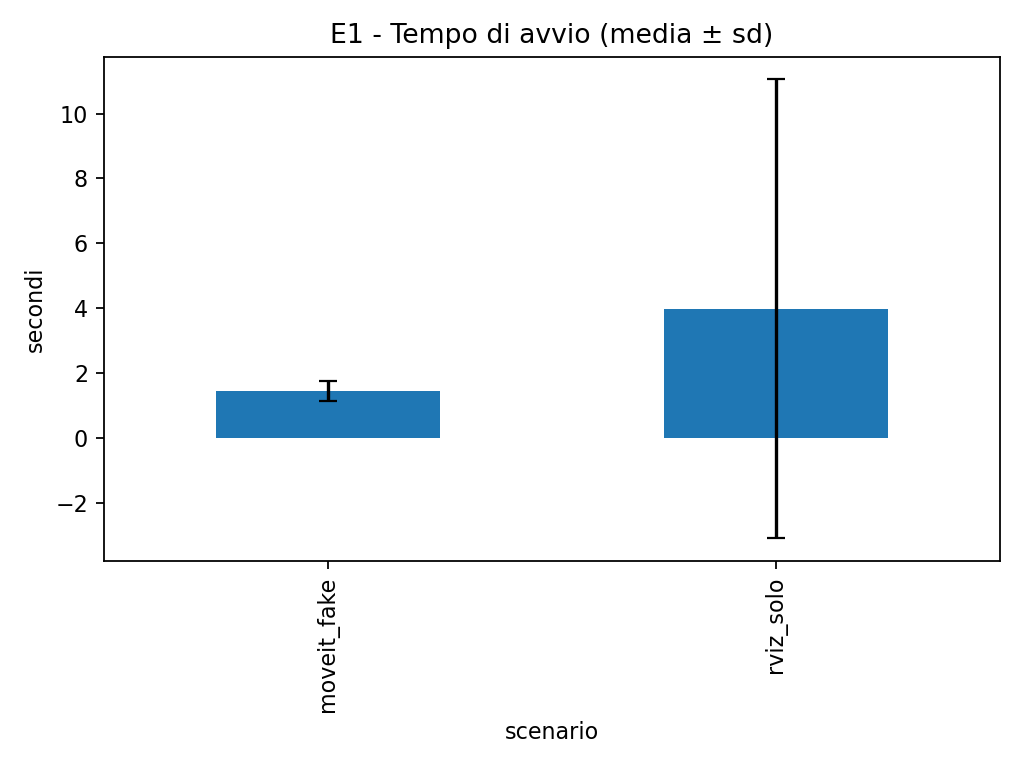 E1 - Tempo di avvio (media ± sd)
10
8
6
4
2
0
−2
secondi
moveit_fake
rviz_solo
scenario